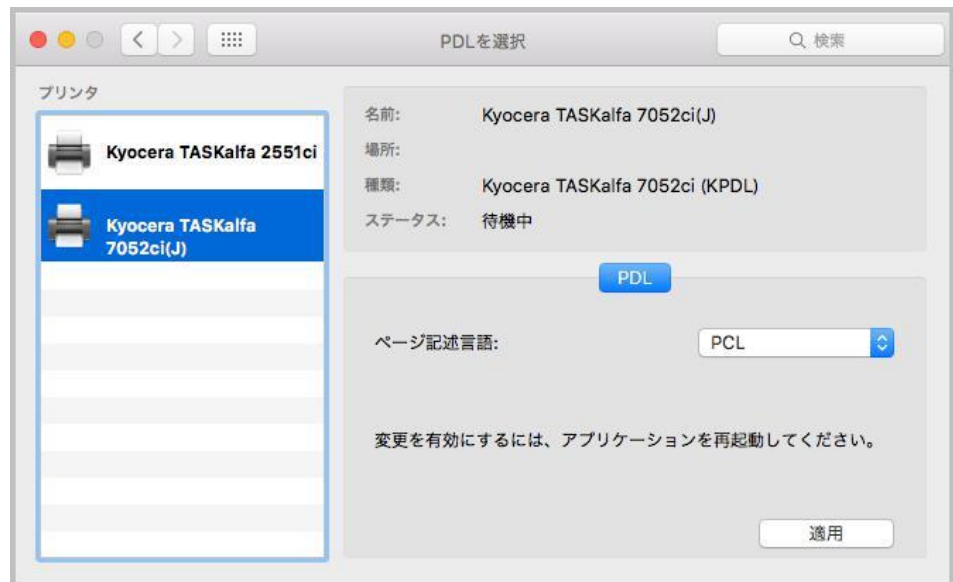 PDLを選択
検索
プリンタ
Kyocera TASKalfa 2551ci
Kyocera TASKalfa
7052ci(J)
名前: Kyocera TASKalfa 7052ci(J)
場所:
種類: Kyocera TASKalfa 7052ci (KPDL)
ステータス: 待機中
PDL
ページ記述言語: PCL
変更を有効にするには、アプリケーションを再起動してください。
適用